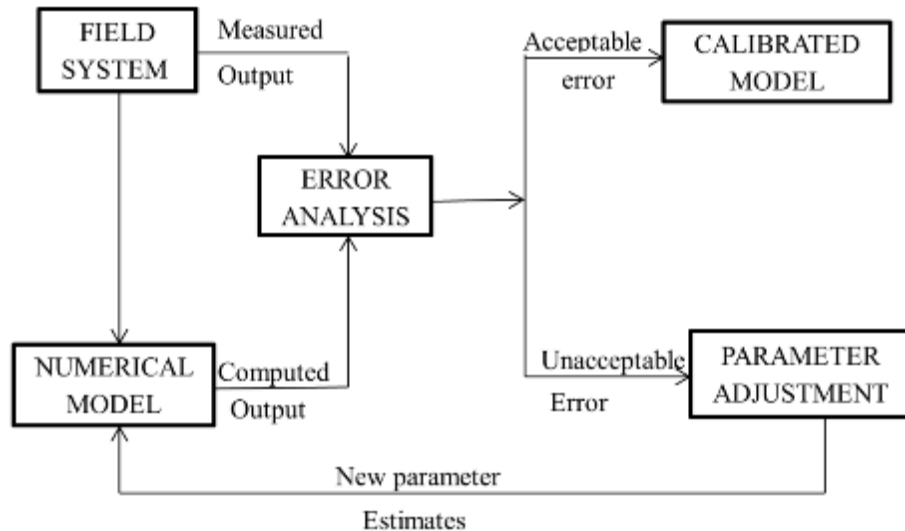 FIELD
SYSTEM
Measured
Output
Acceptable
error
CALIBRATED
MODEL
ERROR
ANALYSIS
NUMERICAL
MODEL
Computed
Output
Unacceptable
Error
PARAMETER
ADJUSTMENT
New parameter
Estimates